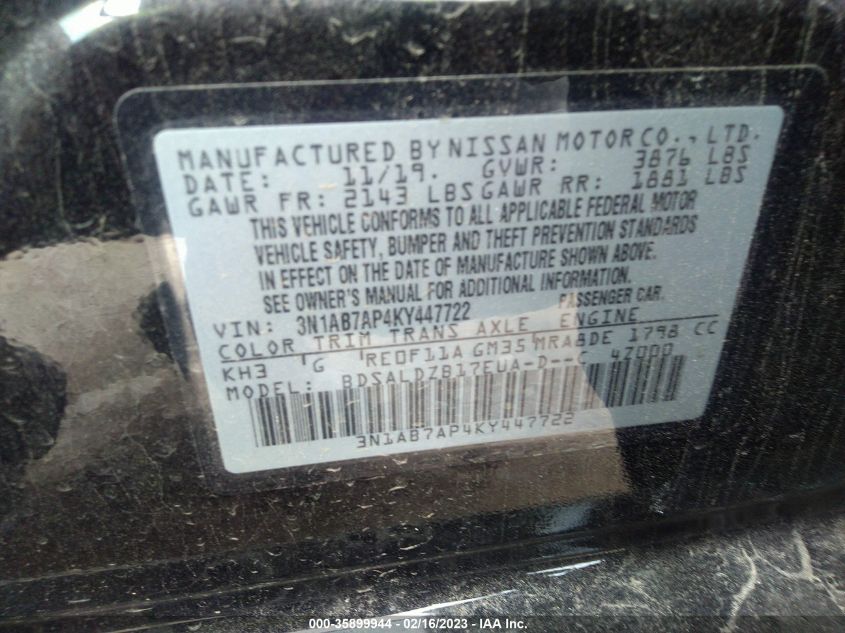 MANUFACTURED BY NISSAN MOTOR CO., LTD.
DATE: 11/19. GVWR: 3876 LBS
GAWR FR: 2143 LBS GAWR RR: 1881 LBS
THIS VEHICLE CONFORMS TO ALL APPLICABLE FEDERAL MOTOR
VEHICLE SAFETY, BUMPER AND THEFT PREVENTION STANDARDS
IN EFFECT ON THE DATE OF MANUFACTURE SHOWN ABOVE.
SEE OWNER'S MANUAL FOR ADDITIONAL INFORMATION.
VIN: 3N1AB7AP4KY447722 PASSENGER CAR.
COLOR TRIM TRANS AXLE ENGINE
KH3 G RE0F11A GM35 MRA8DE 1798 CC
MODEL: BDSALDZB17EUA-D--C 4Z000
3N1AB7AP4KY447722
000-35899944 - 02/16/2023 - IAA Inc.